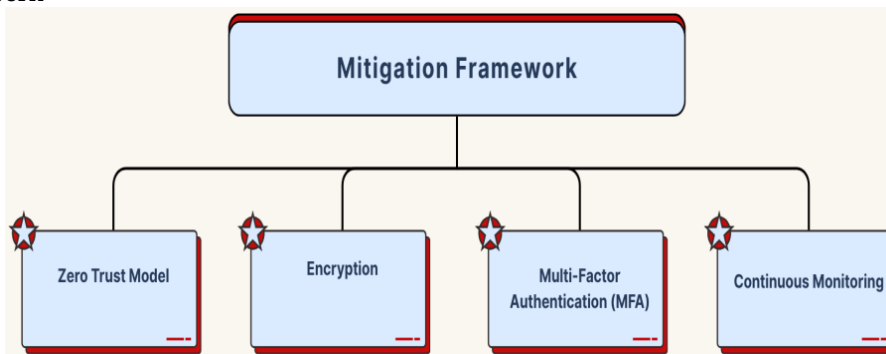 Mitigation Framework
Zero Trust Model
Encryption
Multi-Factor
Authentication (MFA)
Continuous Monitoring